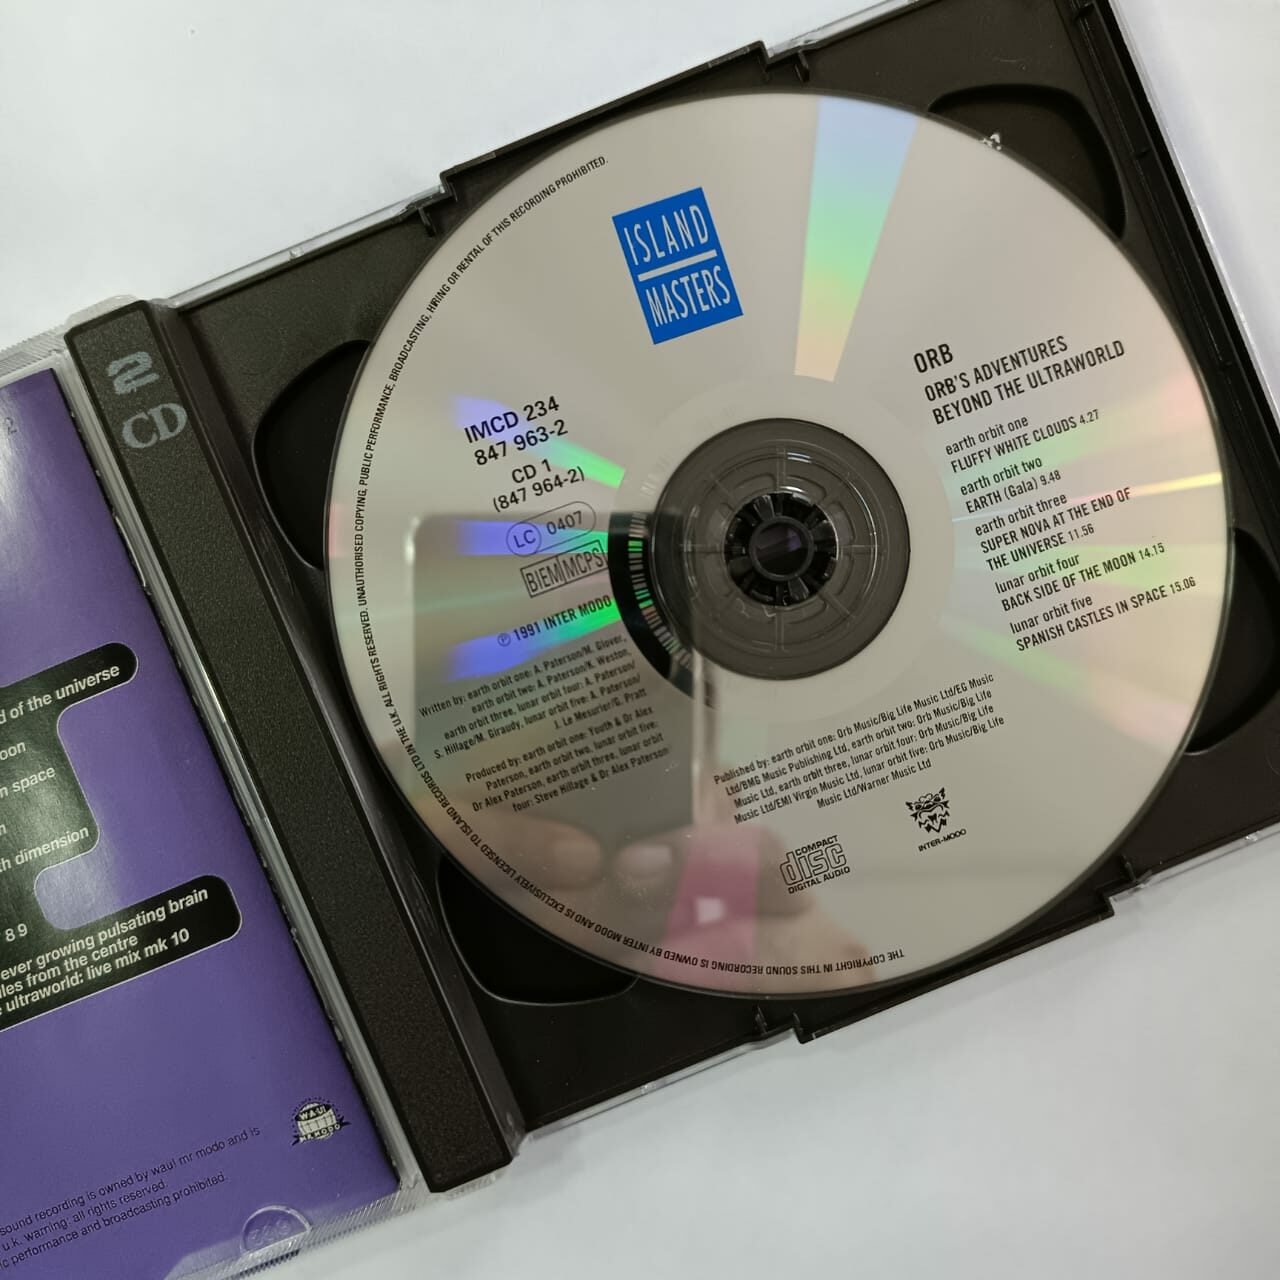 2
CD
d of the universe
oon
n space
n
th dimension
89
ever growing pulsating brain
les from the centre
ultraworld: live mix mk 10
WAU!
MR MODO
sound recording is owned by wau! mr modo and is
u.k. warning. all rights reserved.
c performance and broadcasting prohibited.
ISLAND
MASTERS
IMCD 234
847 963-2
CD 1
(847 964-2)
LC 0407
BIEM MCPS
℗ 1991 INTER MODO
ORB
ORB'S ADVENTURES
BEYOND THE ULTRAWORLD
earth orbit one
FLUFFY WHITE CLOUDS 4.27
earth orbit two
EARTH (Gala) 9.48
earth orbit three
SUPER NOVA AT THE END OF
THE UNIVERSE 11.56
lunar orbit four
BACK SIDE OF THE MOON 14.15
lunar orbit five
SPANISH CASTLES IN SPACE 15.06
Written by: earth orbit one: A. Paterson/M. Glover,
earth orbit two: A. Paterson/K. Weston,
earth orbit three, lunar orbit four: A. Paterson/
S. Hillage/M. Giraudy, lunar orbit five: A. Paterson/
J. Le Mesurier/G. Pratt
Produced by: earth orbit one: Youth & Dr Alex
Paterson, earth orbit two, lunar orbit five:
Dr Alex Paterson, earth orbit three, lunar orbit
four: Steve Hillage & Dr Alex Paterson
Published by: earth orbit one: Orb Music/Big Life Music Ltd/EG Music
Ltd/BMG Music Publishing Ltd, earth orbit two: Orb Music/Big Life
Music Ltd, earth orbit three, lunar orbit four: Orb Music/Big Life
Music Ltd/EMI Virgin Music Ltd, lunar orbit five: Orb Music/Big Life
Music Ltd/Warner Music Ltd
COMPACT
disc
DIGITAL AUDIO
INTER-MODO
THE COPYRIGHT IN THIS SOUND RECORDING IS OWNED BY INTER MODO AND IS EXCLUSIVELY LICENSED TO ISLAND RECORDS LTD IN THE U.K. ALL RIGHTS RESERVED. UNAUTHORISED COPYING, PUBLIC PERFORMANCE, BROADCASTING, HIRING OR RENTAL OF THIS RECORDING PROHIBITED.